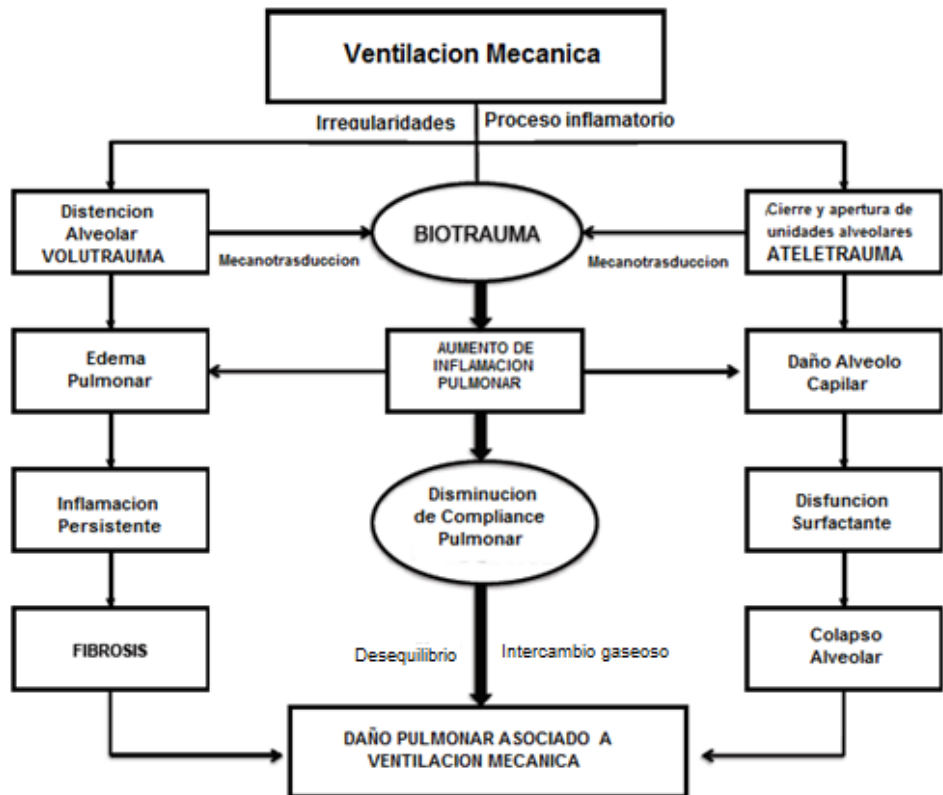 Ventilacion Mecanica
Irregularidades
Proceso inflamatorio
Distencion
Alveolar
VOLUTRAUMA
BIOTRAUMA
Cierre y apertura de
unidades alveolares
ATELETRAUMA
Mecanotrasduccion
Mecanotrasduccion
Edema
Pulmonar
AUMENTO DE
INFLAMACION
PULMONAR
Daño Alveolo
Capilar
Inflamacion
Persistente
Disminucion
de Compliance
Pulmonar
Disfuncion
Surfactante
FIBROSIS
Desequilibrio
Intercambio gaseoso
Colapso
Alveolar
DAÑO PULMONAR ASOCIADO A
VENTILACION MECANICA